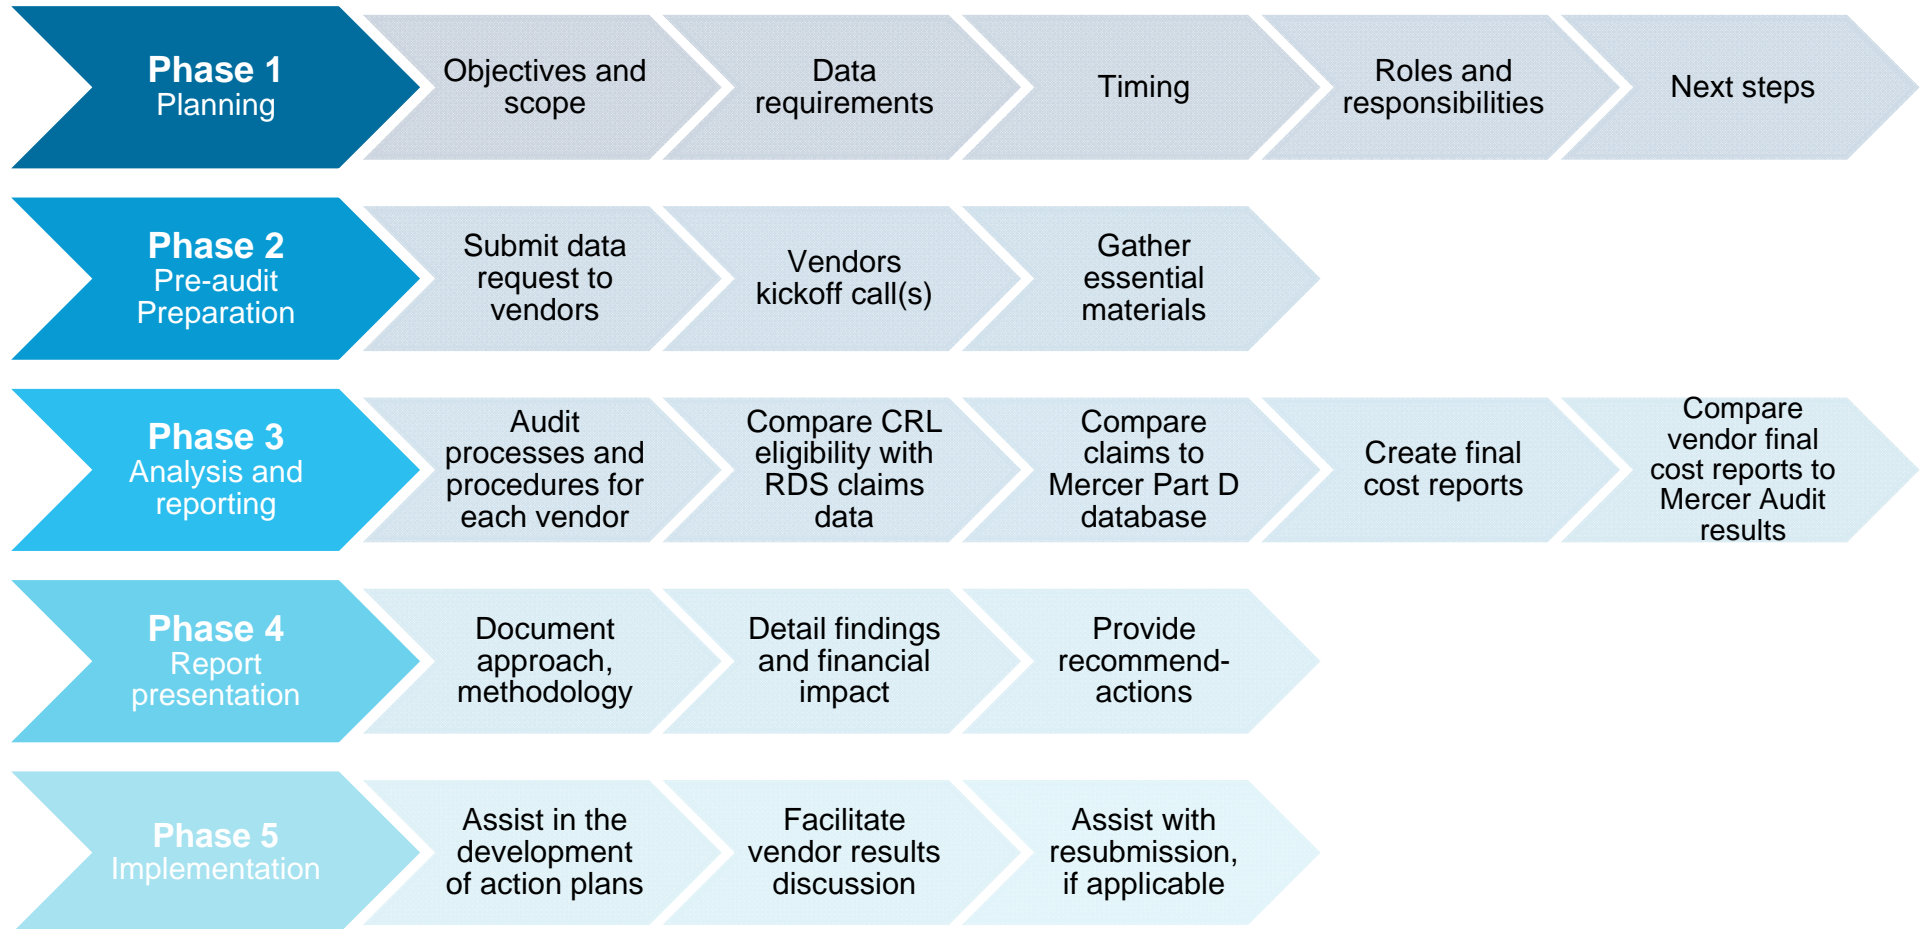 Phase 1
Planning
Objectives and
scope
Data
requirements
Timing
Roles and
responsibilities
Next steps
Phase 2
Pre-audit
Preparation
Submit data
request to
vendors
Vendors
kickoff call(s)
Gather
essential
materials
Phase 3
Analysis and
reporting
Audit
processes and
procedures for
each vendor
Compare CRL
eligibility with
RDS claims
data
Compare
claims to
Mercer Part D
database
Create final
cost reports
Compare
vendor final
cost reports to
Mercer Audit
results
Phase 4
Report
presentation
Document
approach,
methodology
Detail findings
and financial
impact
Provide
recommend-
actions
Phase 5
Implementation
Assist in the
development
of action plans
Facilitate
vendor results
discussion
Assist with
resubmission,
if applicable